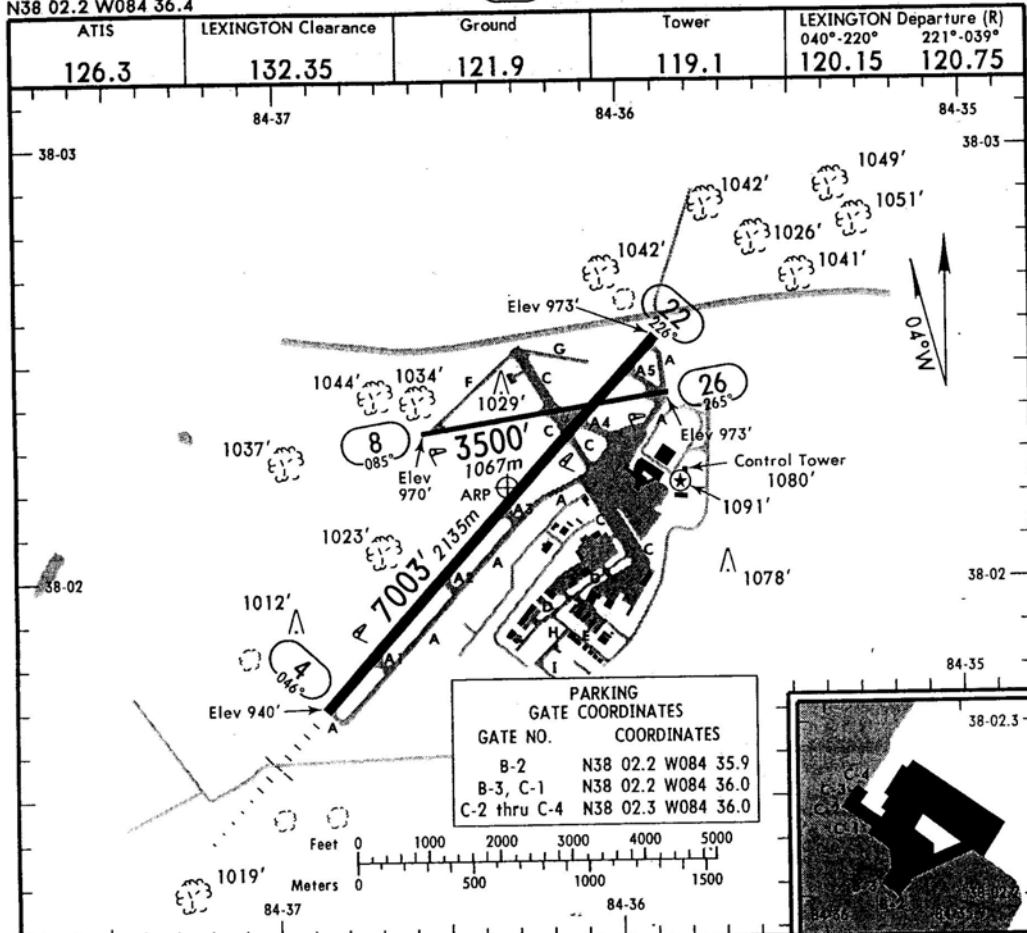 N38 02.2 W084 36.4
ATIS
126.3
LEXINGTON Clearance
132.35
Ground
121.9
Tower
119.1
LEXINGTON Departure (R)
040°-220° 221°-039°
120.15 120.75
84-37
84-36
84-35
38-03
38-03
1049'
1042'
1051'
1026'
1042'
1041'
04°W
Elev 973'
22
226°
A
G
A5
26
265°
F
C
1044'
1034'
1029'
A4
A
8
085°
3500'
1067m
C
C
Elev 973'
1037'
Elev
970'
ARP
Control Tower
1080'
1091'
A3
A
C
C
1023'
7003' 2135m
A
1078'
38-02
A2
B
38-02
D
1012'
A
H
E
I
4
046°
A1
84-35
Elev 940'
A
PARKING
GATE COORDINATES
GATE NO. COORDINATES
B-2 N38 02.2 W084 35.9
B-3, C-1 N38 02.2 W084 36.0
C-2 thru C-4 N38 02.3 W084 36.0
38-02.3
C-4
C-1
Feet 0 1000 2000 3000 4000 5000
Meters 0 500 1000 1500
1019'
84-37
84-36
84-36